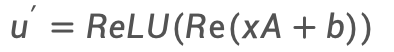 u′ = ReLU(Re(xA + b))